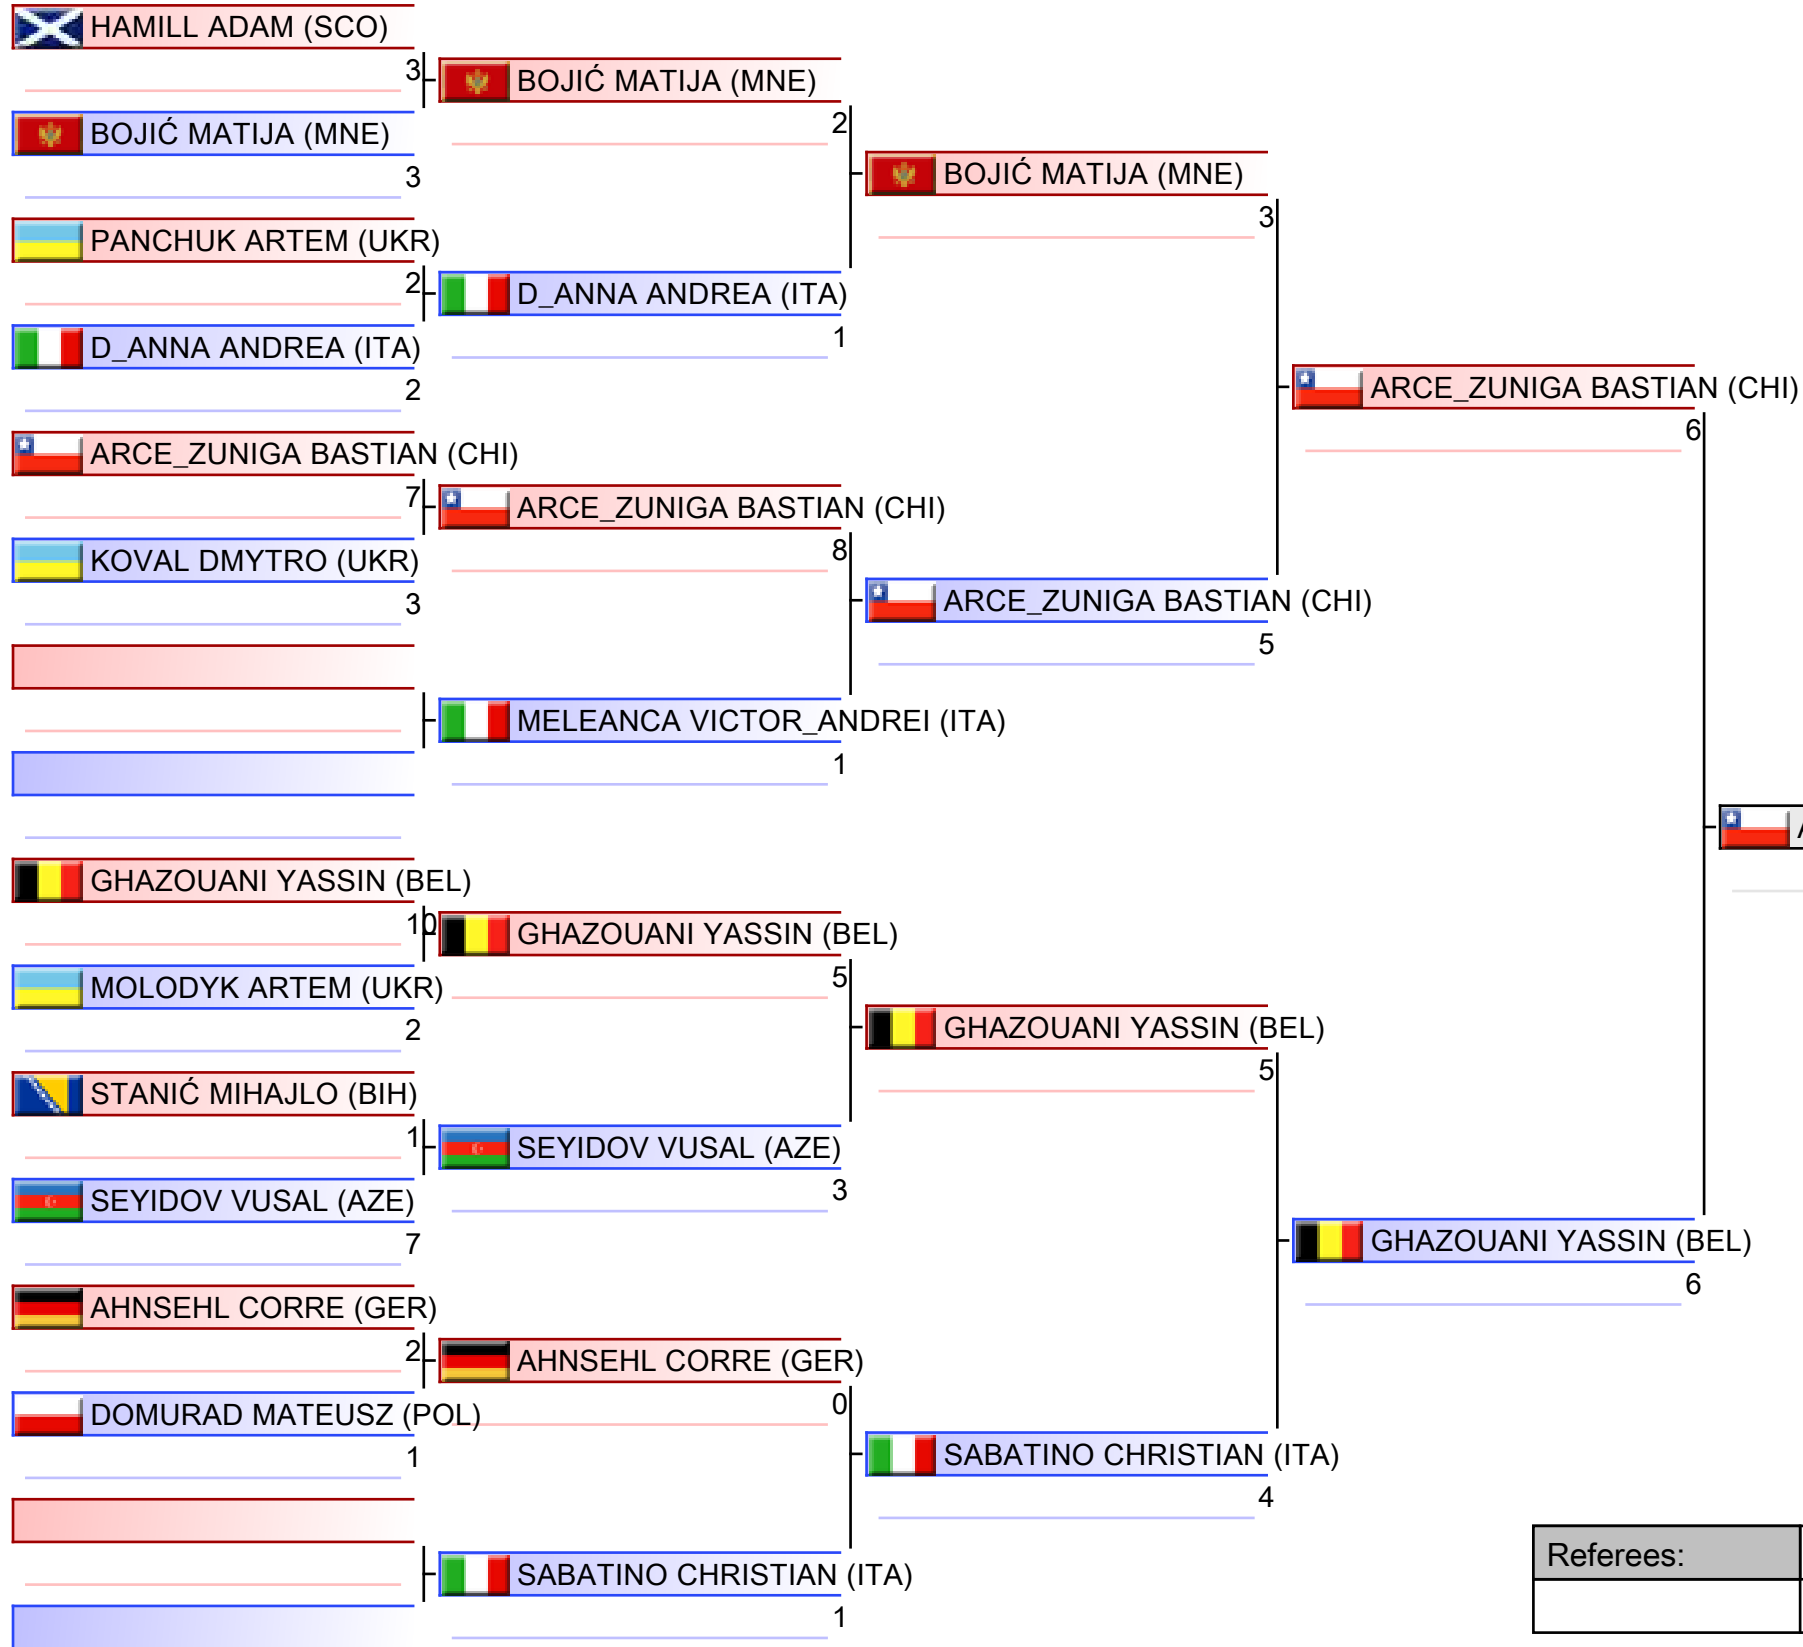 HAMILL ADAM (SCO)
3
BOJIĆ MATIJA (MNE)
3
PANCHUK ARTEM (UKR)
2
D_ANNA ANDREA (ITA)
2
ARCE_ZUNIGA BASTIAN (CHI)
7
KOVAL DMYTRO (UKR)
3
GHAZOUANI YASSIN (BEL)
10
MOLODYK ARTEM (UKR)
2
STANIĆ MIHAJLO (BIH)
1
SEYIDOV VUSAL (AZE)
7
AHNSEHL CORRE (GER)
2
DOMURAD MATEUSZ (POL)
1
BOJIĆ MATIJA (MNE)
2
D_ANNA ANDREA (ITA)
1
ARCE_ZUNIGA BASTIAN (CHI)
8
MELEANCA VICTOR_ANDREI (ITA)
1
GHAZOUANI YASSIN (BEL)
5
SEYIDOV VUSAL (AZE)
3
AHNSEHL CORRE (GER)
0
SABATINO CHRISTIAN (ITA)
1
BOJIĆ MATIJA (MNE)
3
ARCE_ZUNIGA BASTIAN (CHI)
5
GHAZOUANI YASSIN (BEL)
5
SABATINO CHRISTIAN (ITA)
4
ARCE_ZUNIGA BASTIAN (CHI)
6
GHAZOUANI YASSIN (BEL)
6
Referees: